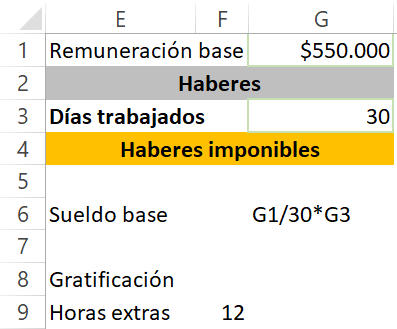 E F G
1 Remuneración base $550.000
2 Haberes
3 Días trabajados 30
4 Haberes imponibles
5
6 Sueldo base G1/30*G3
7
8 Gratificación
9 Horas extras 12